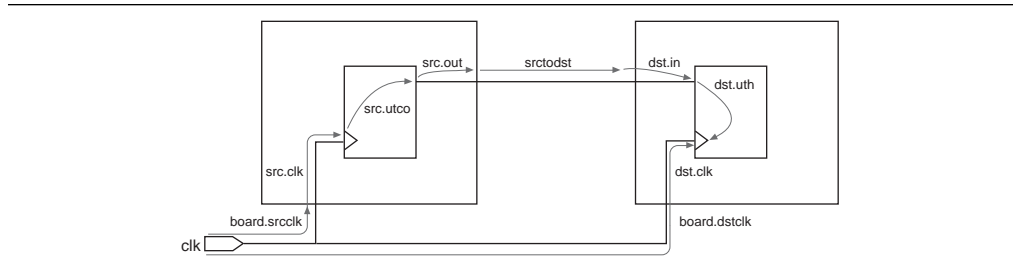 src.out
srctodst
dst.in
dst.uth
src.utco
src.clk
dst.clk
board.srcclk
board.dstclk
clk